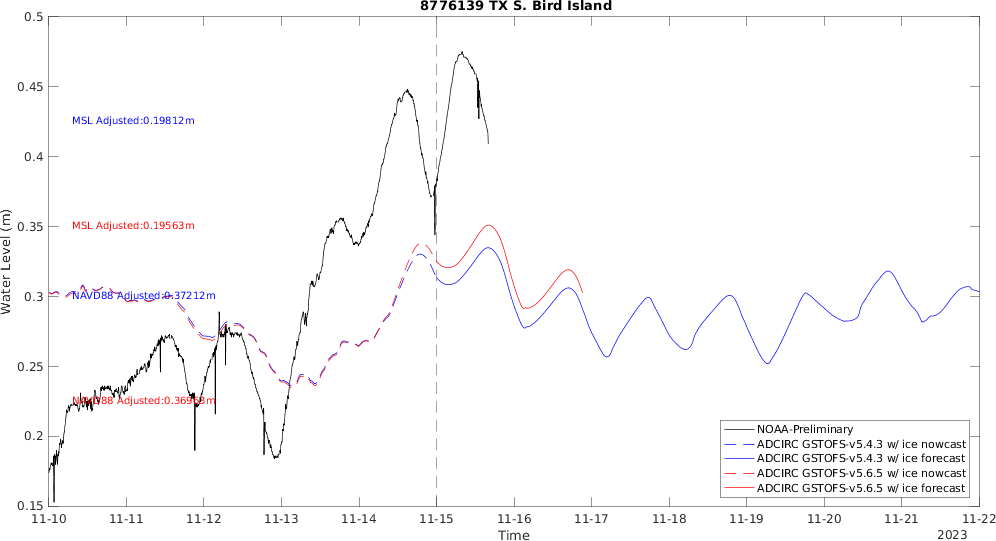 8776139 TX S. Bird Island
0.5
0.45
0.4
0.35
0.3
0.25
0.2
0.15
Water Level (m)
MSL Adjusted:0.19812m
MSL Adjusted:0.19563m
NAVD88 Adjusted:0.37212m
NAVD88 Adjusted:0.36963m
NOAA-Preliminary
ADCIRC GSTOFS-v5.4.3 w/ ice nowcast
ADCIRC GSTOFS-v5.4.3 w/ ice forecast
ADCIRC GSTOFS-v5.6.5 w/ ice nowcast
ADCIRC GSTOFS-v5.6.5 w/ ice forecast
11-10 11-11 11-12 11-13 11-14 11-15 11-16 11-17 11-18 11-19 11-20 11-21 11-22
Time
2023